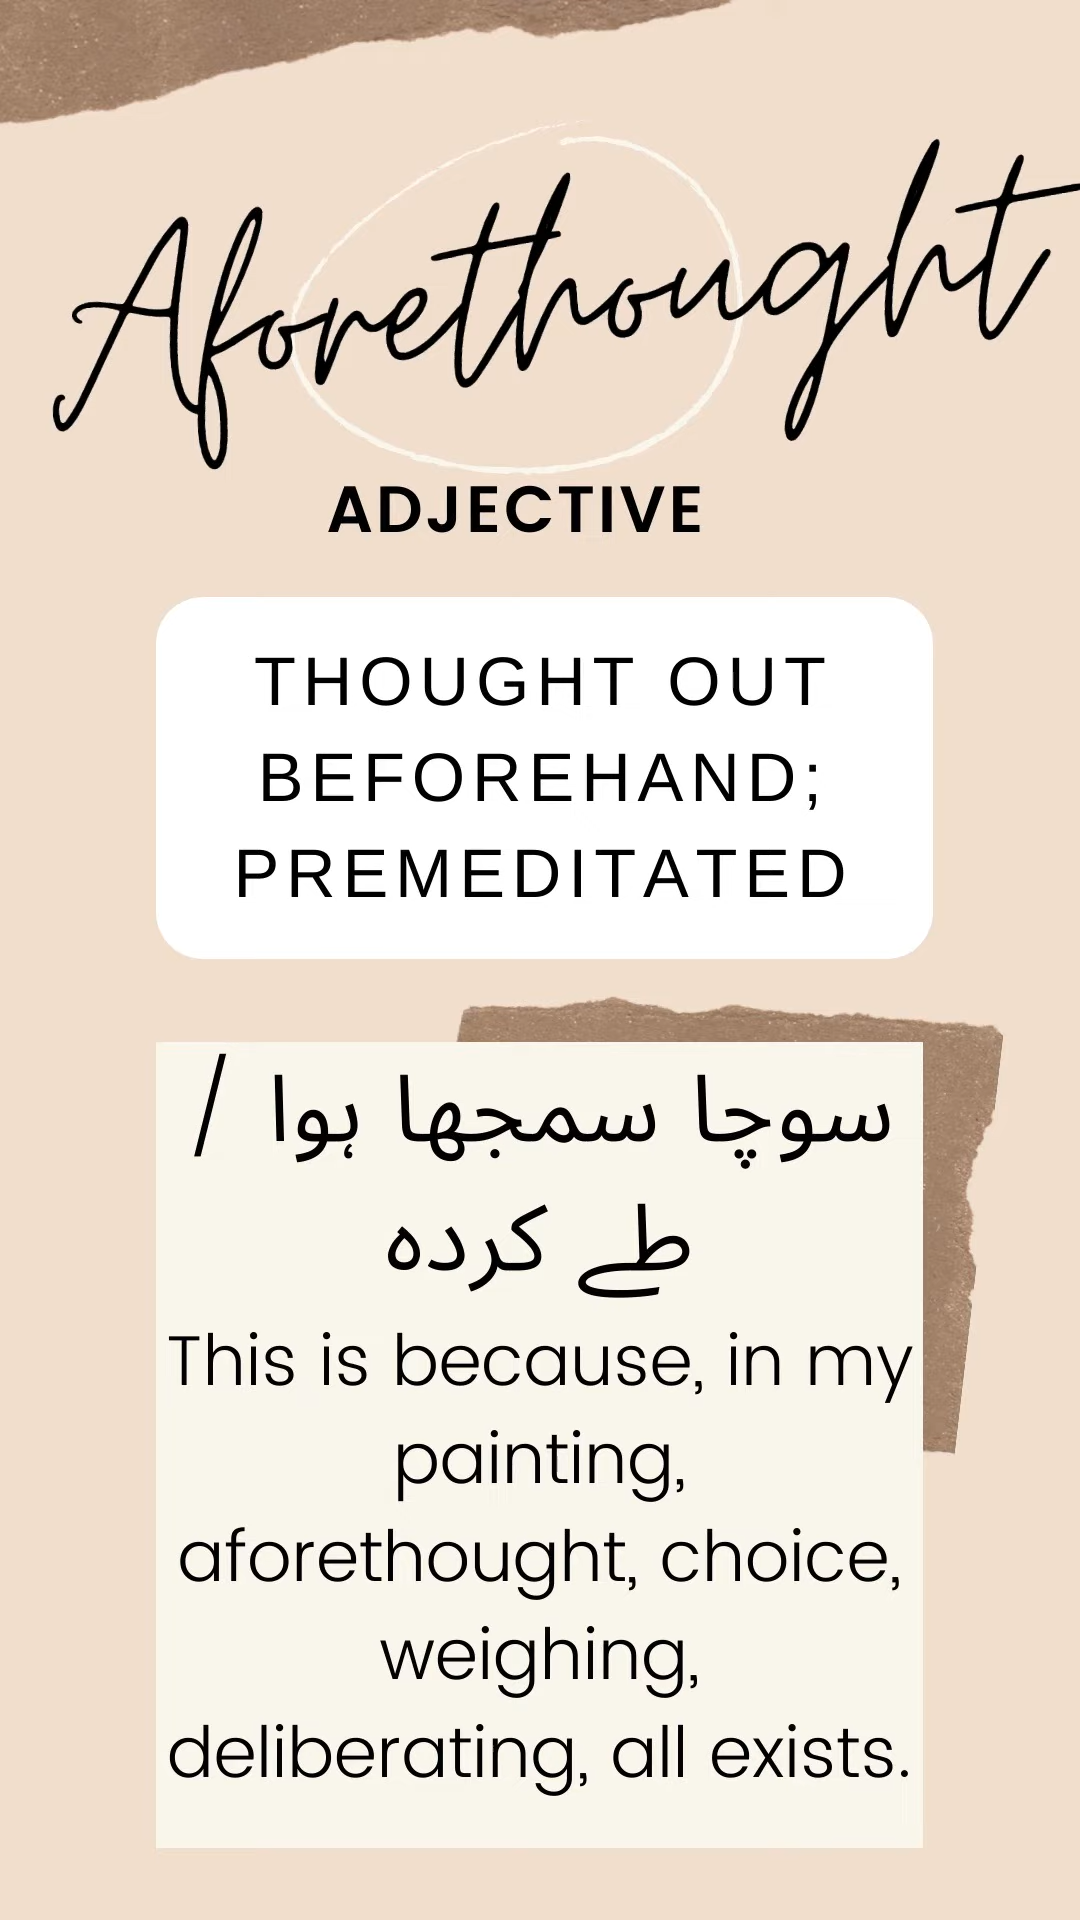 Aforethought
ADJECTIVE
THOUGHT OUT
BEFOREHAND;
PREMEDITATED
سوچا سمجھا ہوا /
طے کردہ
This is because, in my
painting,
aforethought, choice,
weighing,
deliberating, all exists.